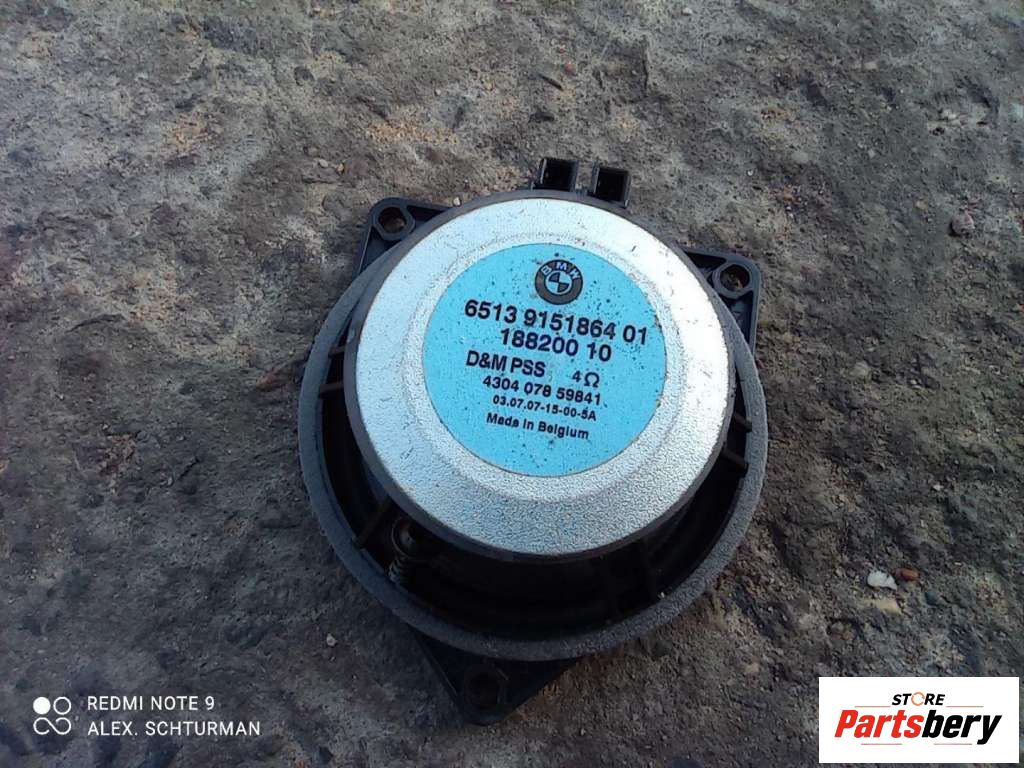 BMW
6513 9151864 01
188200 10
D&M PSS 4Ω
4304 078 59841
03.07.07-15-00-5A
Made in Belgium
REDMI NOTE 9
ALEX. SCHTURMAN
STORE
Partsbery